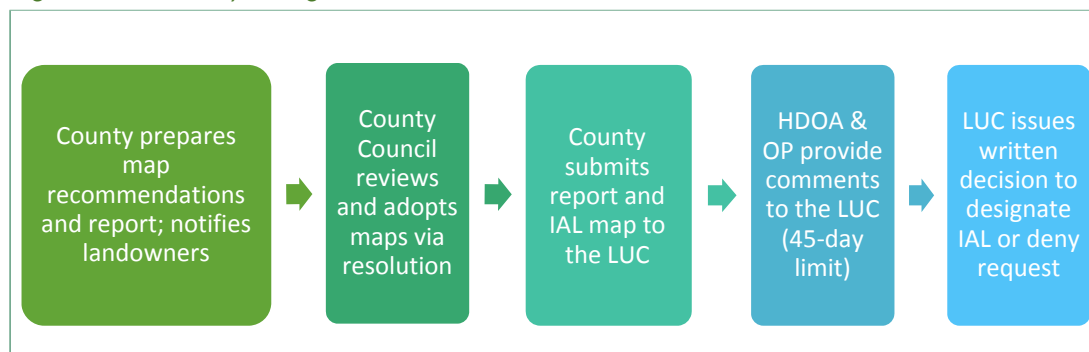 County prepares
map
recommendations
and report; notifies
landowners
County
Council
reviews
and adopts
maps via
resolution
County
submits
report and
IAL map to
the LUC
HDOA &
OP provide
comments
to the LUC
(45-day
limit)
LUC issues
written
decision to
designate
IAL or deny
request